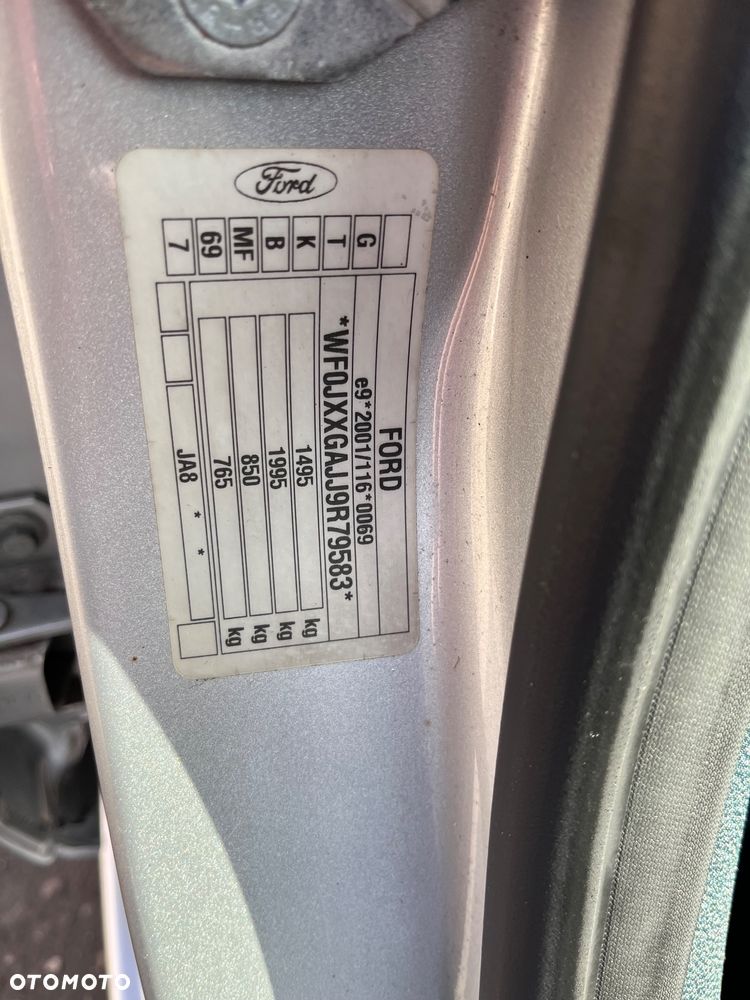 Ford
FORD
e9*2001/116*0069
*WF0JXXGAJJ9R79583*
1495 kg
1995 kg
850 kg
765 kg
JA8 * *
G
T
K
B
MF
69
7
OTOMOTO